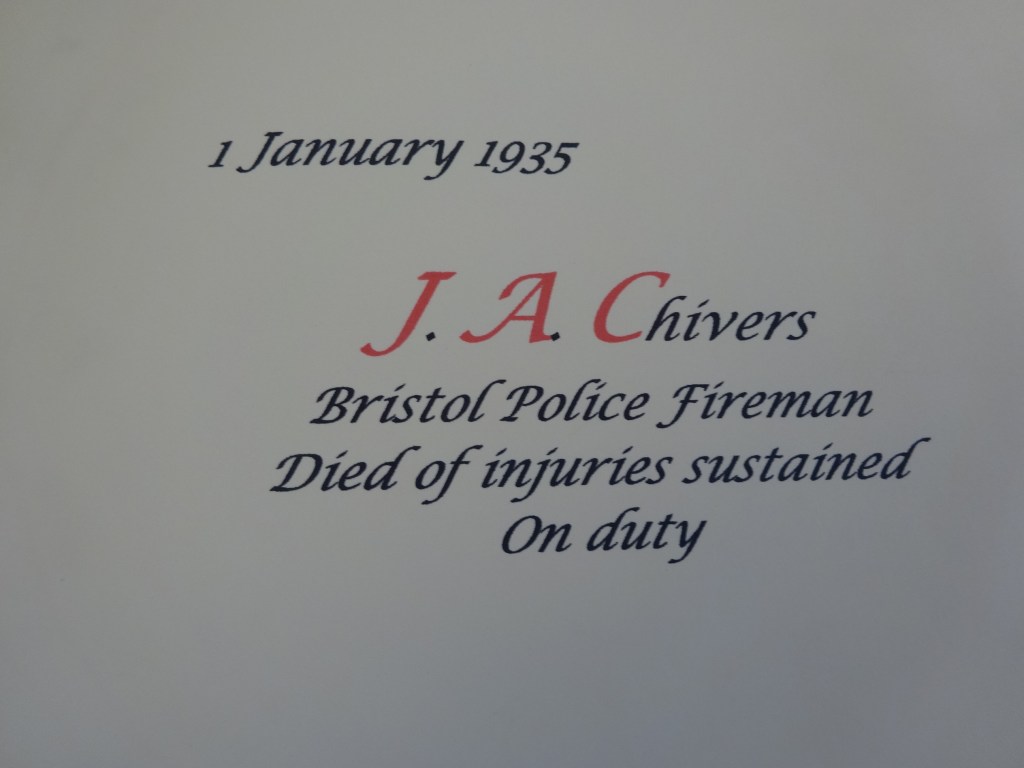 1 January 1935
J. A. Chivers
Bristol Police Fireman
Died of injuries sustained
On duty